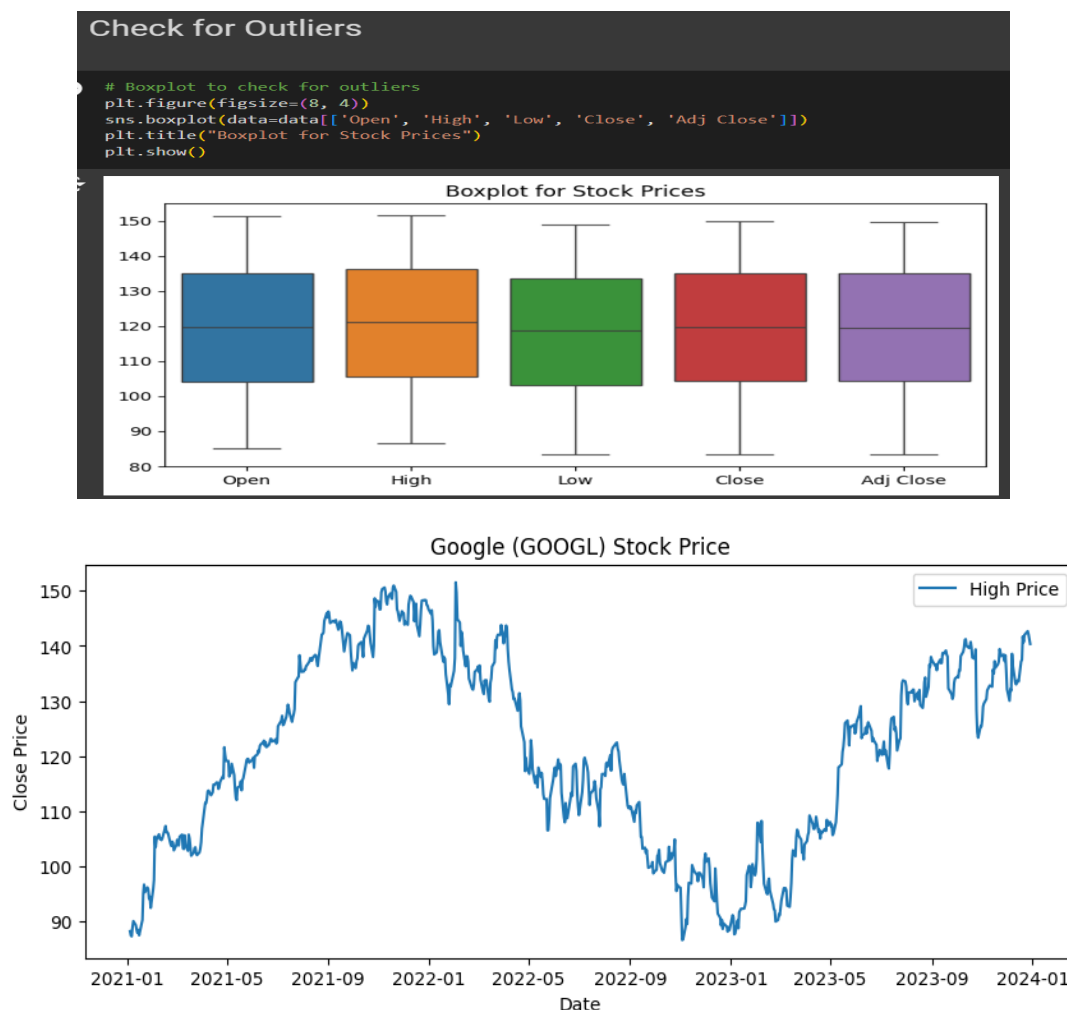 Check for Outliers
# Boxplot to check for outliers
plt.figure(figsize=(8, 4))
sns.boxplot(data=data[['Open', 'High', 'Low', 'Close', 'Adj Close']])
plt.title("Boxplot for Stock Prices")
plt.show()
Boxplot for Stock Prices
150
140
130
120
110
100
90
80
Open High Low Close Adj Close
Google (GOOGL) Stock Price
High Price
150
140
130
120
110
100
90
Close Price
2021-01 2021-05 2021-09 2022-01 2022-05 2022-09 2023-01 2023-05 2023-09 2024-01
Date